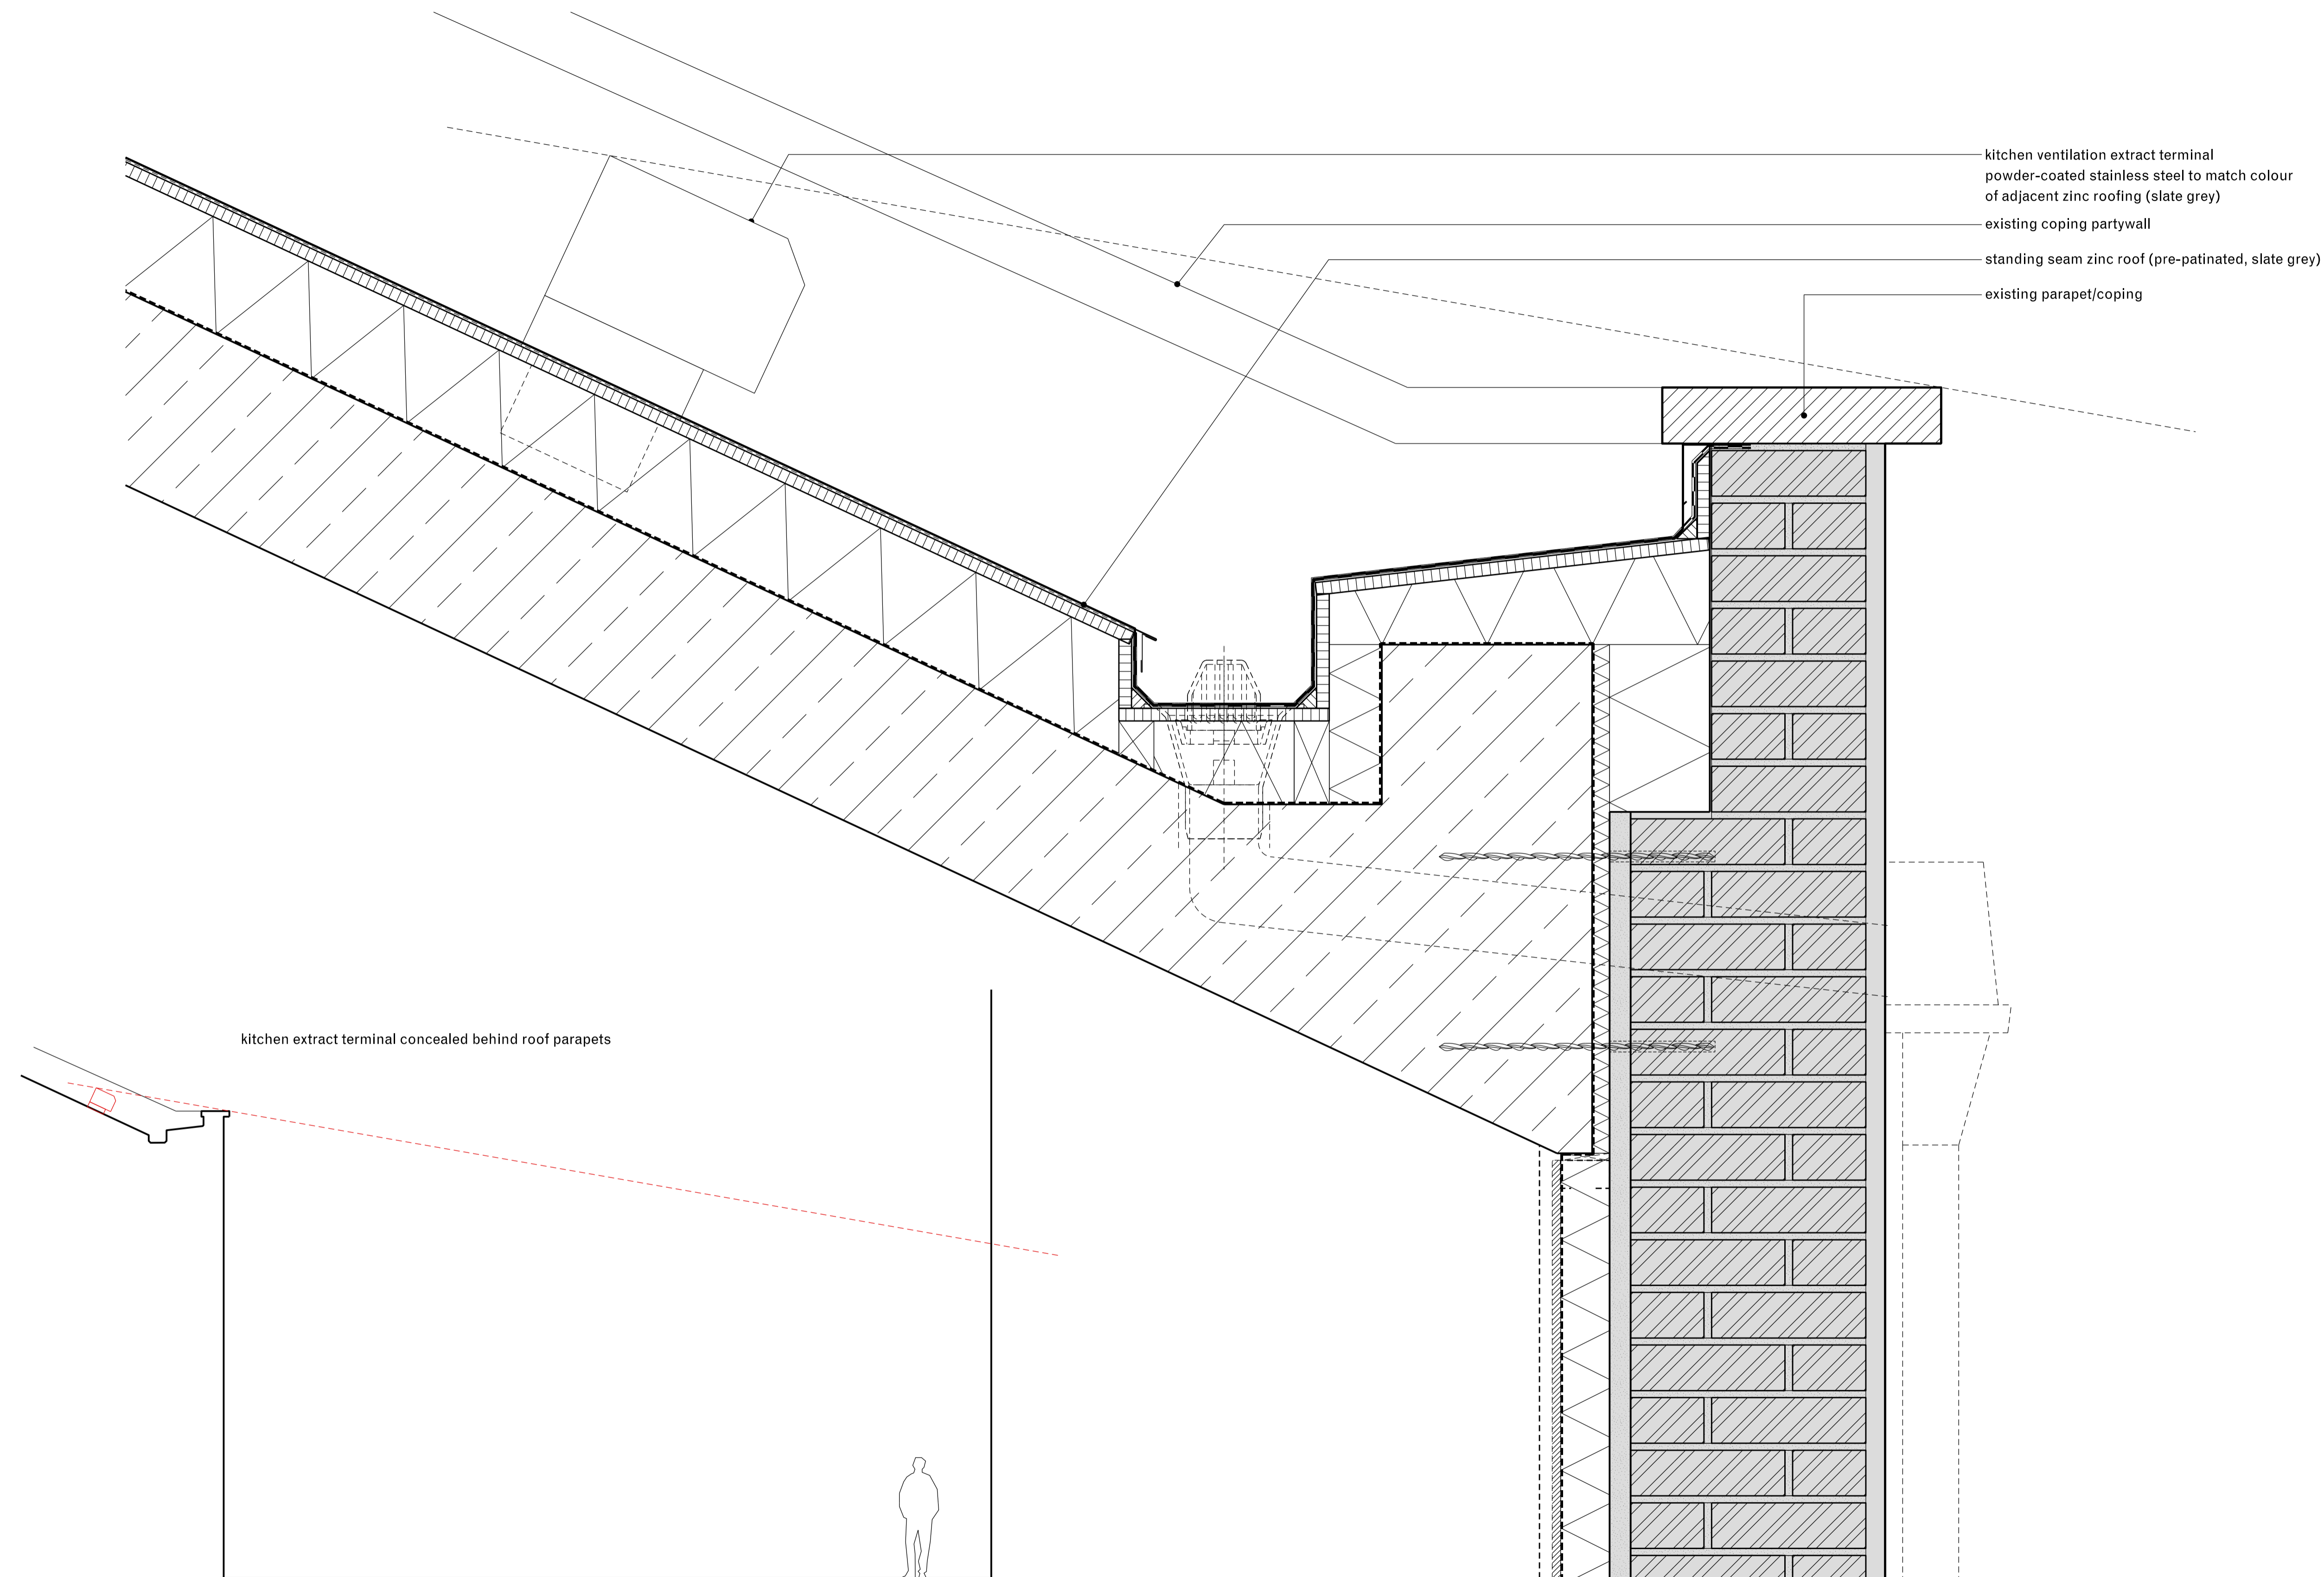 kitchen ventilation extract terminal
powder-coated stainless steel to match colour
of adjacent zinc roofing (slate grey)
existing coping partywall
standing seam zinc roof (pre-patinated, slate grey)
existing parapet/coping
kitchen extract terminal concealed behind roof parapets